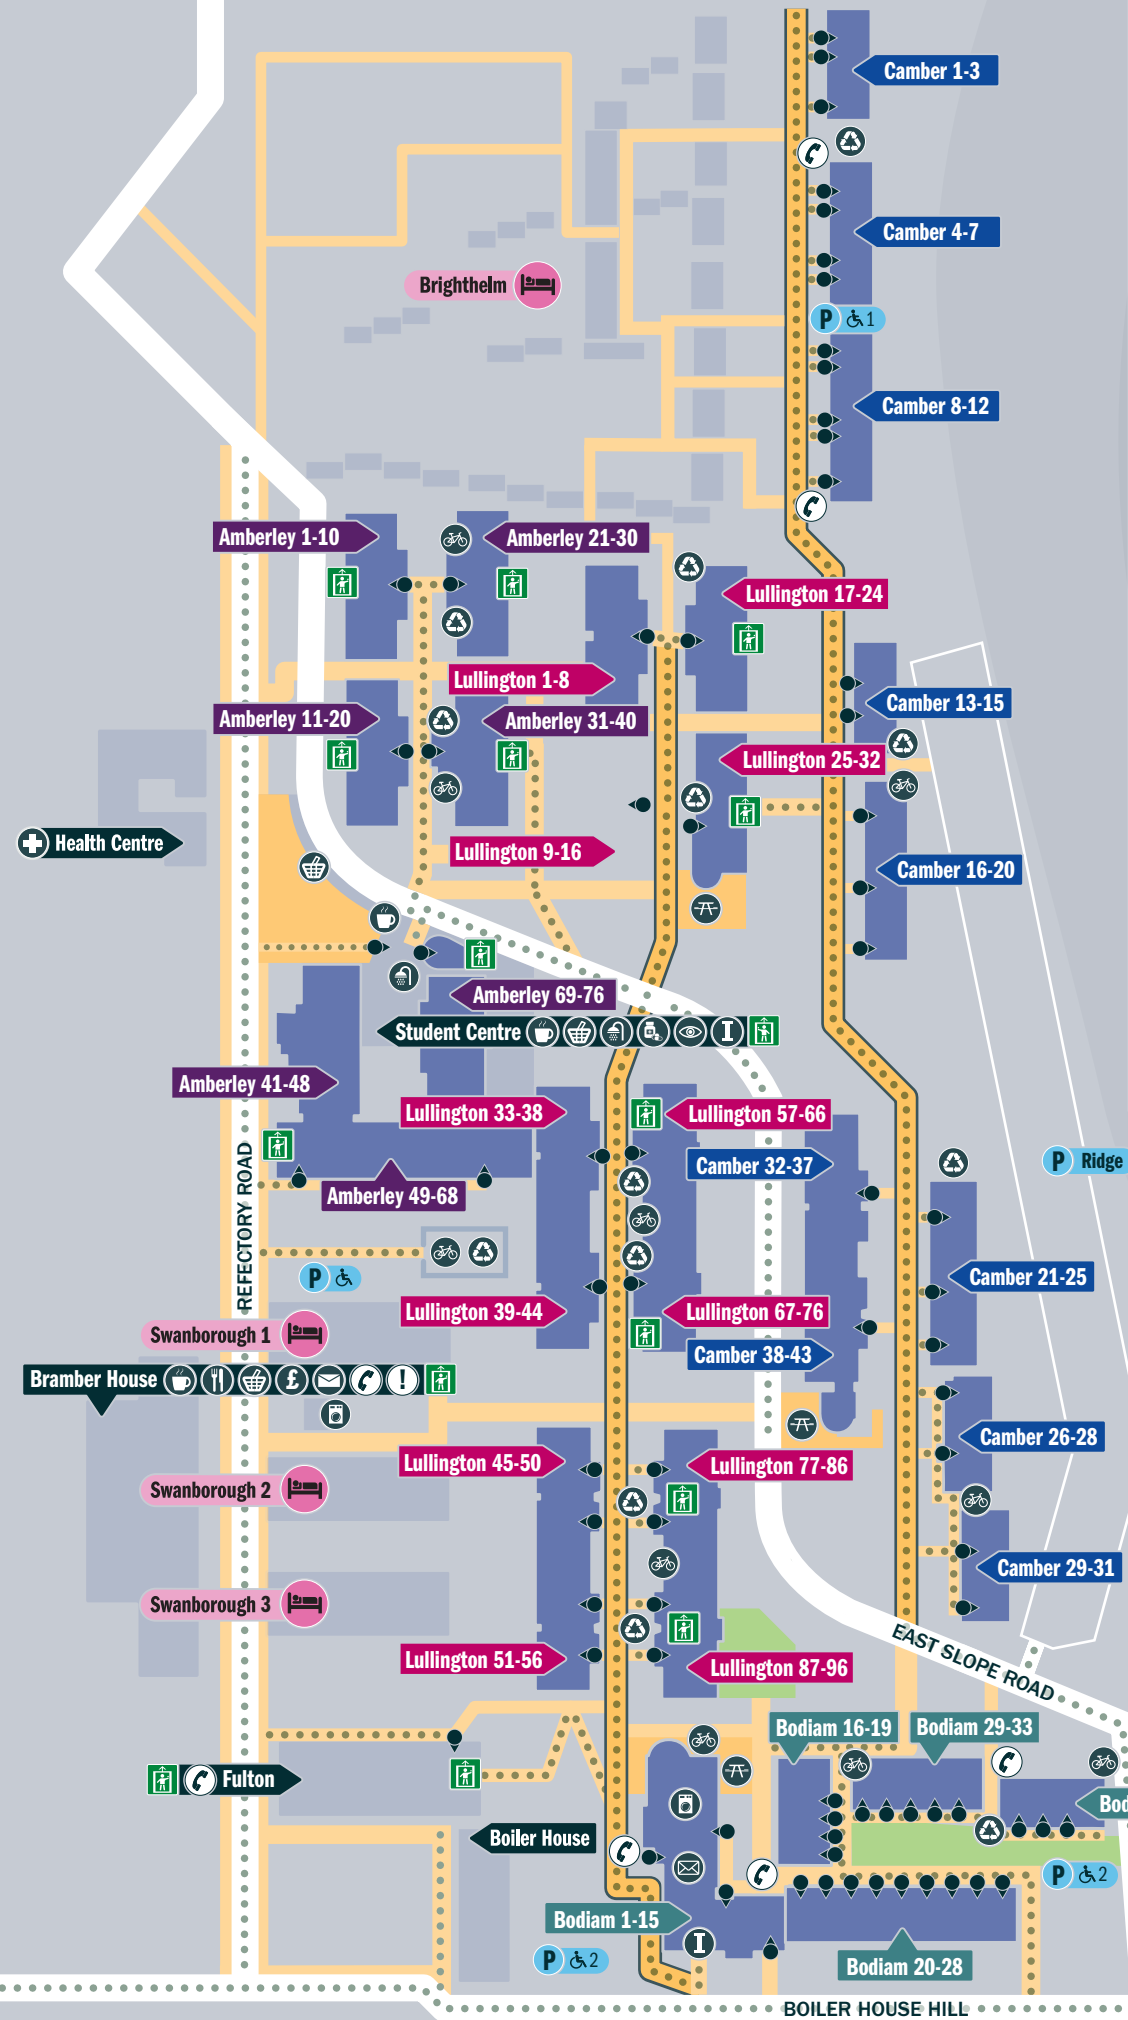 Camber 1-3
Camber 4-7
Brighthelm
P 1
Camber 8-12
Amberley 1-10
Amberley 21-30
Lullington 17-24
Lullington 1-8
Camber 13-15
Amberley 11-20
Amberley 31-40
Lullington 25-32
Health Centre
Lullington 9-16
Camber 16-20
Amberley 69-76
Student Centre I
Amberley 41-48
Lullington 33-38
Lullington 57-66
Camber 32-37
P Ridge
Amberley 49-68
REFECTORY ROAD
P
Camber 21-25
Lullington 39-44
Lullington 67-76
Swanborough 1
Camber 38-43
Bramber House £ !
Camber 26-28
Lullington 45-50
Lullington 77-86
Swanborough 2
Camber 29-31
Swanborough 3
EAST SLOPE ROAD
Lullington 51-56
Lullington 87-96
Bodiam 16-19
Bodiam 29-33
Fulton
Bod
Boiler House
P 2
Bodiam 1-15
I
P 2
Bodiam 20-28
BOILER HOUSE HILL